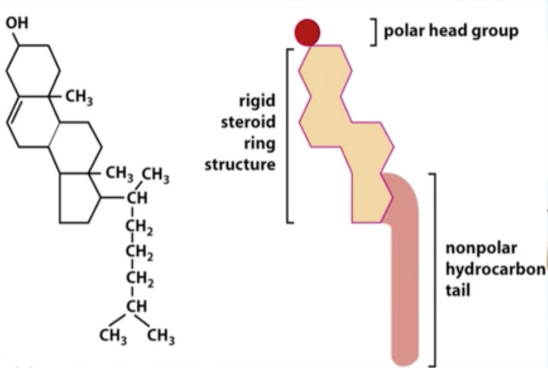 OH
CH₃
CH₃ CH₃
CH
CH₂
CH₂
CH₂
CH
CH₃ CH₃
polar head group
rigid
steroid
ring
structure
nonpolar
hydrocarbon
tail